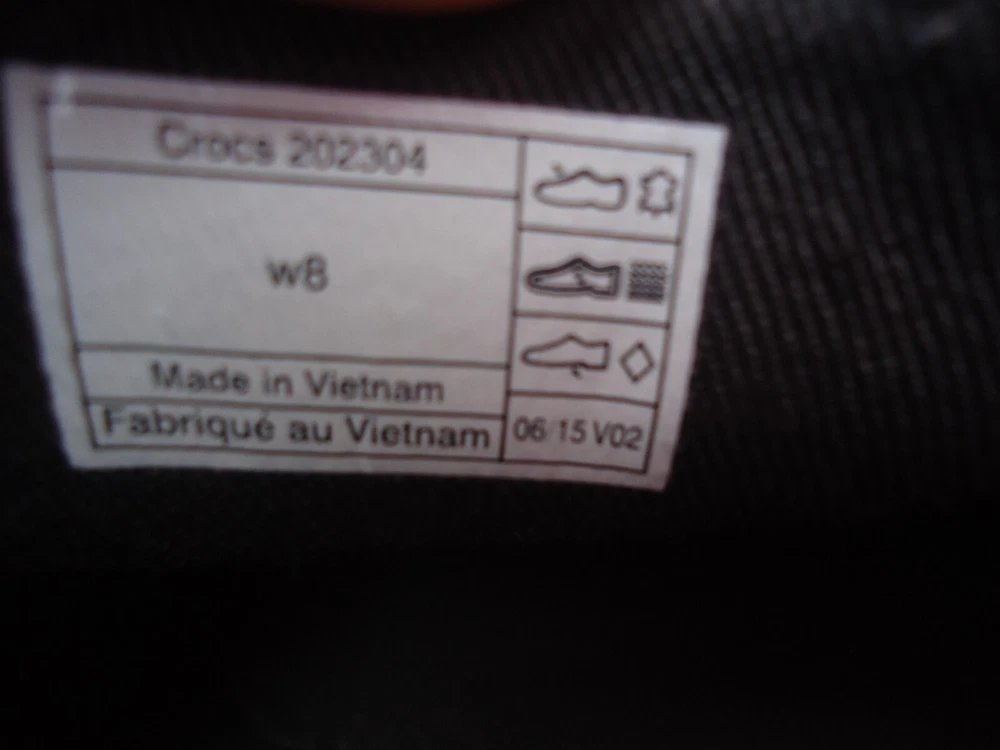 Crocs 202304
w8
Made in Vietnam
Fabriqué au Vietnam
06/15 V02